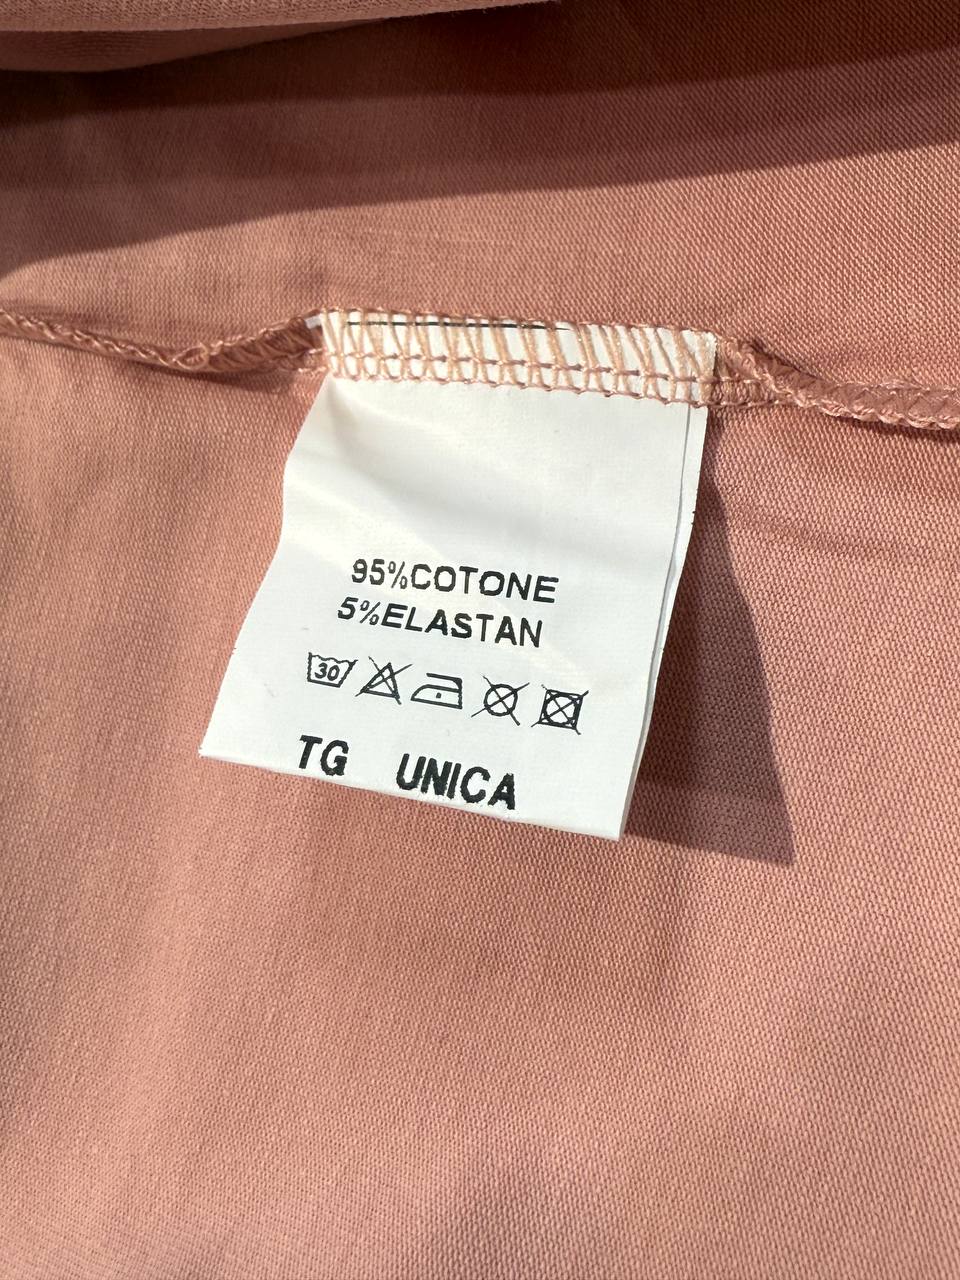 95%COTONE
5%ELASTAN
30
TG UNICA